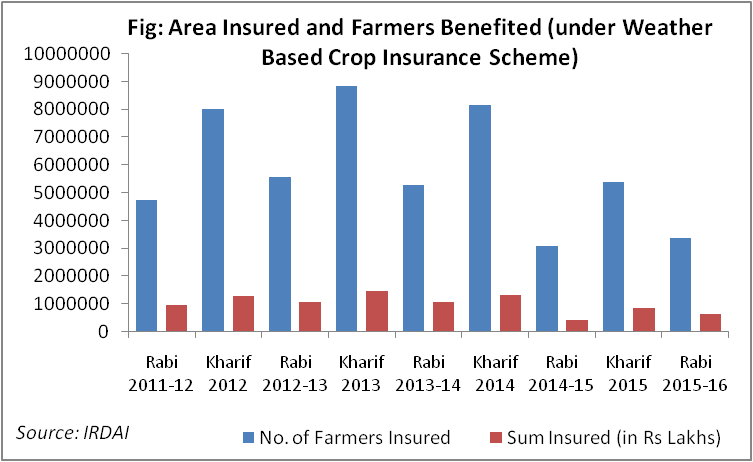 Fig: Area Insured and Farmers Benefited (under Weather
Based Crop Insurance Scheme)
10000000
9000000
8000000
7000000
6000000
5000000
4000000
3000000
2000000
1000000
0
Rabi Kharif Rabi Kharif Rabi Kharif Rabi Kharif Rabi
2011-12 2012 2012-13 2013 2013-14 2014 2014-15 2015 2015-16
Source: IRDAI
No. of Farmers Insured Sum Insured (in Rs Lakhs)